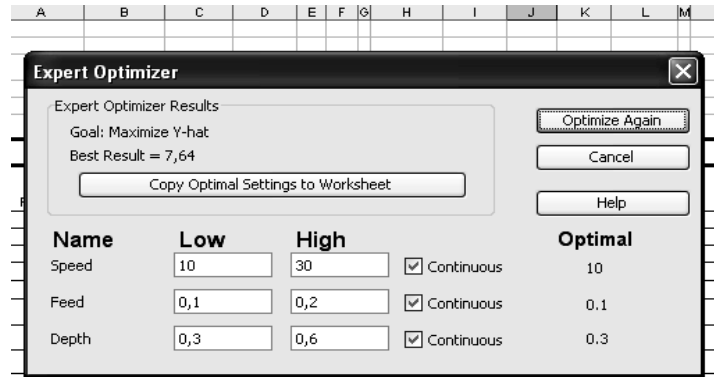 A B C D E F G H I J K L M
Expert Optimizer
Expert Optimizer Results
Goal: Maximize Y-hat
Best Result = 7,64
Copy Optimal Settings to Worksheet
Optimize Again
Cancel
Help
Name Low High Optimal
Speed 10 30 Continuous 10
Feed 0,1 0,2 Continuous 0.1
Depth 0,3 0,6 Continuous 0.3